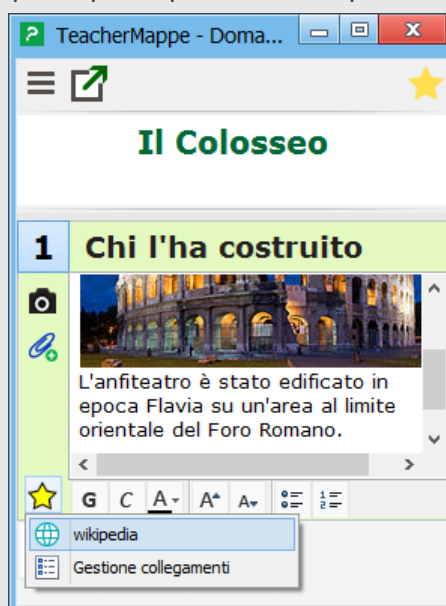 TeacherMappe - Doma...
Il Colosseo
1 Chi l'ha costruito
L'anfiteatro è stato edificato in
epoca Flavia su un'area al limite
orientale del Foro Romano.
G C A A A
wikipedia
Gestione collegamenti